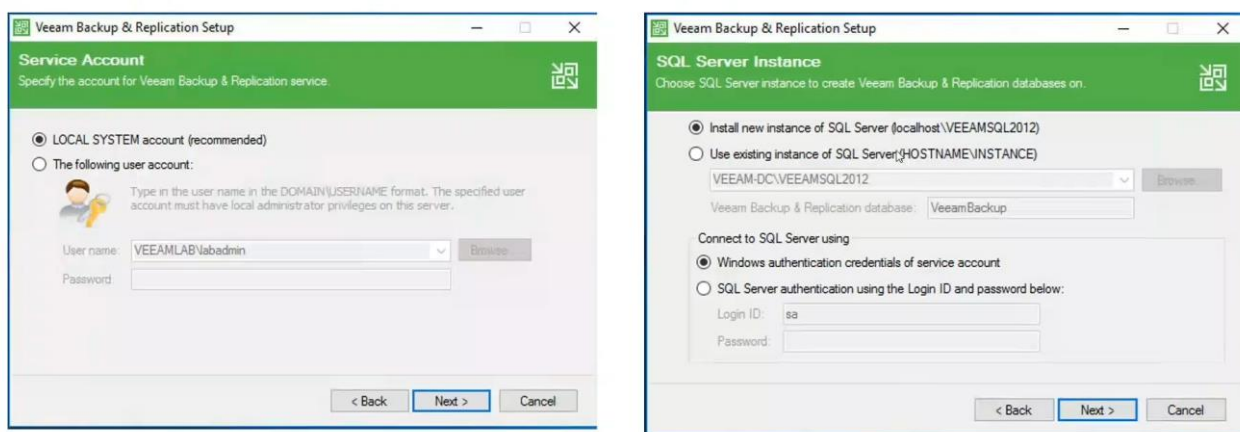 Veeam Backup & Replication Setup
Service Account
Specify the account for Veeam Backup & Replication service.
LOCAL SYSTEM account (recommended)
The following user account:
Type in the user name in the DOMAIN\USERNAME format. The specified user
account must have local administrator privileges on this server.
User name: VEEAMLAB\labadmin Browse...
Password:
< Back Next > Cancel
Veeam Backup & Replication Setup
SQL Server Instance
Choose SQL Server instance to create Veeam Backup & Replication databases on.
Install new instance of SQL Server (localhost\VEEAMSQL2012)
Use existing instance of SQL Server (HOSTNAME\INSTANCE)
VEEAM-DC\VEEAMSQL2012 Browse...
Veeam Backup & Replication database: VeeamBackup
Connect to SQL Server using
Windows authentication credentials of service account
SQL Server authentication using the Login ID and password below:
Login ID: sa
Password:
< Back Next > Cancel